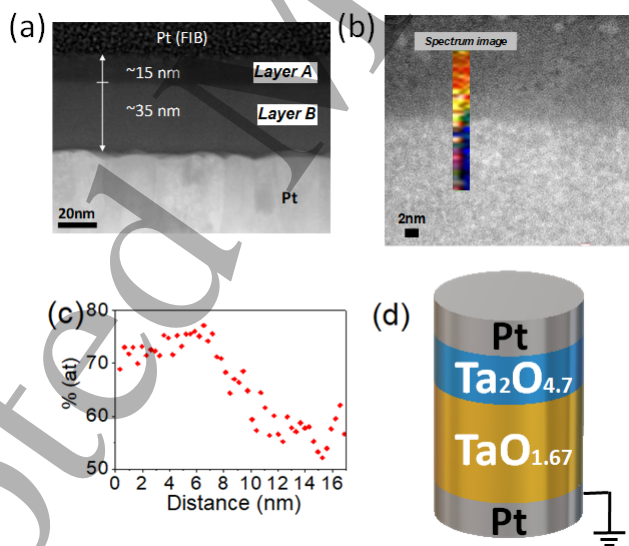 (a)
Pt (FIB)
~15 nm
Layer A
~35 nm
Layer B
Pt
20nm
(b)
Spectrum image
2nm
(c)
80
70
60
50
% (at)
0 2 4 6 8 10 12 14 16
Distance (nm)
(d)
Pt
Ta2O4.7
TaO1.67
Pt